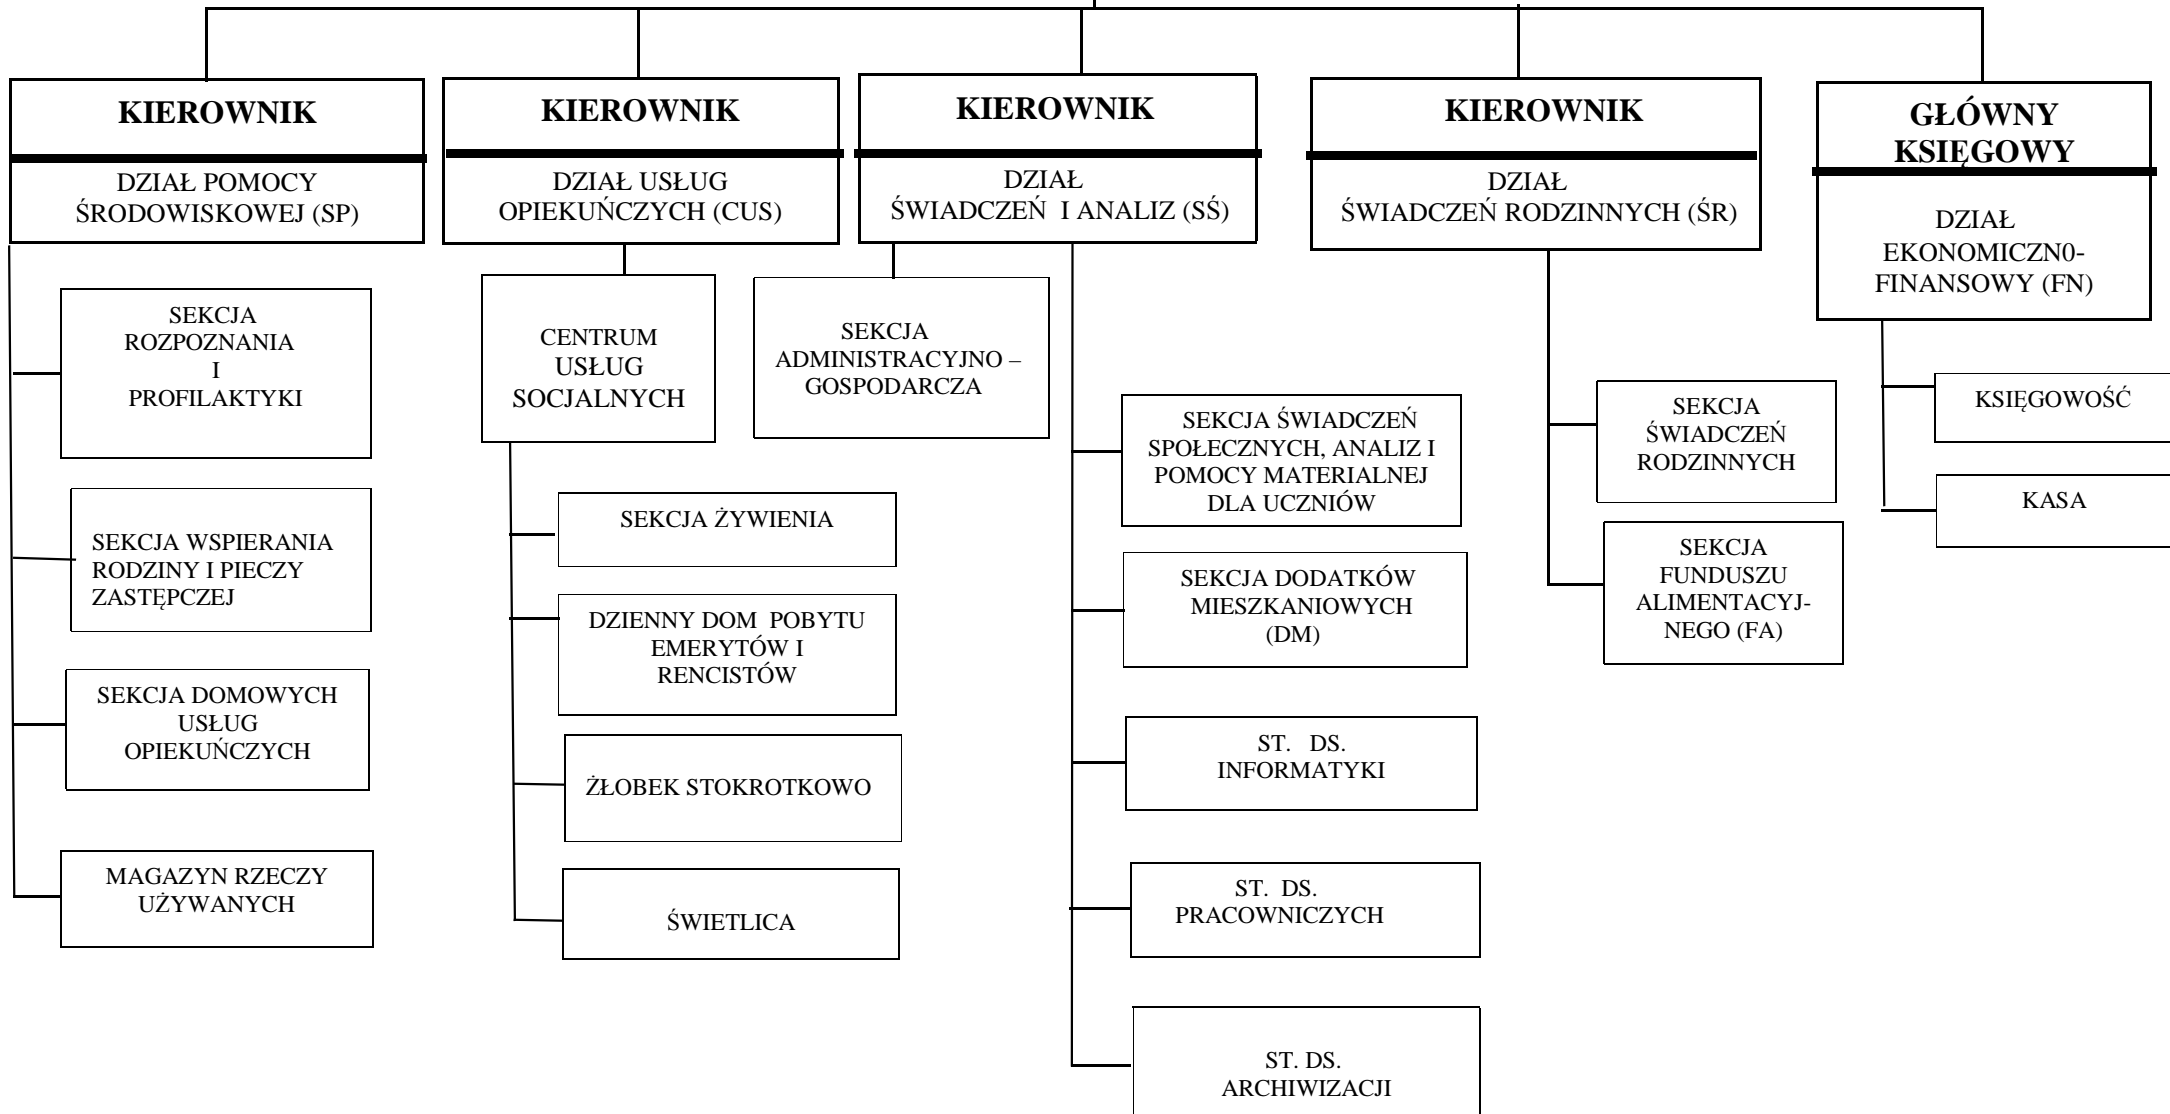 KIEROWNIK
DZIAŁ POMOCY
ŚRODOWISKOWEJ (SP)
SEKCJA
ROZPOZNANIA
I
PROFILAKTYKI
SEKCJA WSPIERANIA
RODZINY I PIECZY
ZASTĘPCZEJ
SEKCJA DOMOWYCH
USŁUG
OPIEKUŃCZYCH
MAGAZYN RZECZY
UŻYWANYCH
KIEROWNIK
DZIAŁ USŁUG
OPIEKUŃCZYCH (CUS)
CENTRUM
USŁUG
SOCJALNYCH
SEKCJA ŻYWIENIA
DZIENNY DOM POBYTU
EMERYTÓW I
RENCISTÓW
ŻŁOBEK STOKROTKOWO
ŚWIETLICA
KIEROWNIK
DZIAŁ
ŚWIADCZEŃ I ANALIZ (SŚ)
SEKCJA
ADMINISTRACYJNO –
GOSPODARCZA
SEKCJA ŚWIADCZEŃ
SPOŁECZNYCH, ANALIZ I
POMOCY MATERIALNEJ
DLA UCZNIÓW
SEKCJA DODATKÓW
MIESZKANIOWYCH
(DM)
ST. DS.
INFORMATYKI
ST. DS.
PRACOWNICZYCH
ST. DS.
ARCHIWIZACJI
KIEROWNIK
DZIAŁ
ŚWIADCZEŃ RODZINNYCH (ŚR)
SEKCJA
ŚWIADCZEŃ
RODZINNYCH
SEKCJA
FUNDUSZU
ALIMENTACYJ-
NEGO (FA)
GŁÓWNY
KSIĘGOWY
DZIAŁ
EKONOMICZN0-
FINANSOWY (FN)
KSIĘGOWOŚĆ
KASA